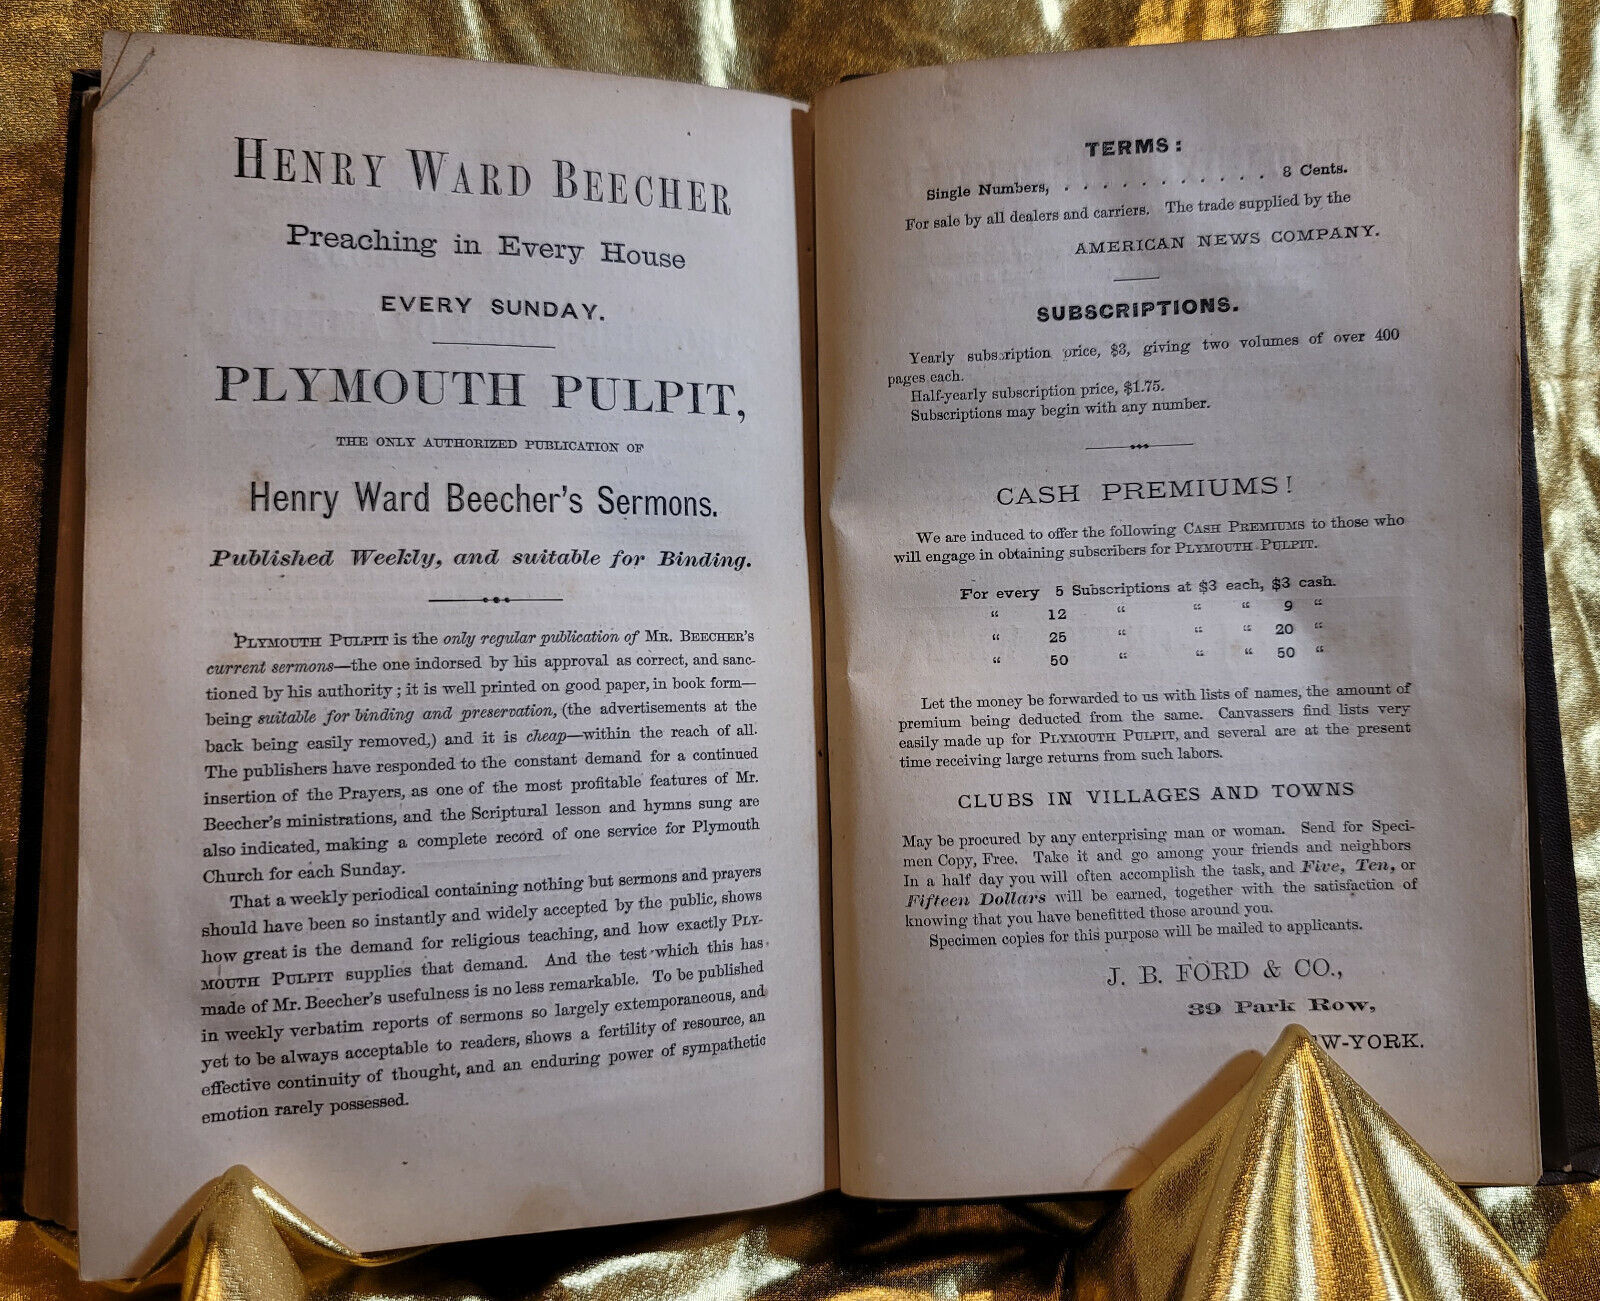 HENRY WARD BEECHER
Preaching in Every House
EVERY SUNDAY.
PLYMOUTH PULPIT,
THE ONLY AUTHORIZED PUBLICATION OF
Henry Ward Beecher's Sermons.
Published Weekly, and suitable for Binding.
PLYMOUTH PULPIT is the only regular publication of MR. BEECHER'S
current sermons—the one indorsed by his approval as correct, and sanc-
tioned by his authority; it is well printed on good paper, in book form—
being suitable for binding and preservation, (the advertisements at the
back being easily removed,) and it is cheap—within the reach of all.
The publishers have responded to the constant demand for a continued
insertion of the Prayers, as one of the most profitable features of Mr.
Beecher's ministrations, and the Scriptural lesson and hymns sung are
also indicated, making a complete record of one service for Plymouth
Church for each Sunday.
That a weekly periodical containing nothing but sermons and prayers
should have been so instantly and widely accepted by the public, shows
how great is the demand for religious teaching, and how exactly PLY-
MOUTH PULPIT supplies that demand. And the test which this has
made of Mr. Beecher's usefulness is no less remarkable. To be published
in weekly verbatim reports of sermons so largely extemporaneous, and
yet to be always acceptable to readers, shows a fertility of resource, an
effective continuity of thought, and an enduring power of sympathetic
emotion rarely possessed.
TERMS:
Single Numbers, . . . . . . . . . . . 8 Cents.
For sale by all dealers and carriers. The trade supplied by the
AMERICAN NEWS COMPANY.
SUBSCRIPTIONS.
Yearly subscription price, $3, giving two volumes of over 400
pages each.
Half-yearly subscription price, $1.75.
Subscriptions may begin with any number.
CASH PREMIUMS!
We are induced to offer the following CASH PREMIUMS to those who
will engage in obtaining subscribers for PLYMOUTH PULPIT.
For every 5 Subscriptions at $3 each, $3 cash.
" 12 " " " 9 "
" 25 " " " 20 "
" 50 " " " 50 "
Let the money be forwarded to us with lists of names, the amount of
premium being deducted from the same. Canvassers find lists very
easily made up for PLYMOUTH PULPIT, and several are at the present
time receiving large returns from such labors.
CLUBS IN VILLAGES AND TOWNS
May be procured by any enterprising man or woman. Send for Speci-
men Copy, Free. Take it and go among your friends and neighbors
In a half day you will often accomplish the task, and Five, Ten, or
Fifteen Dollars will be earned, together with the satisfaction of
knowing that you have benefitted those around you.
Specimen copies for this purpose will be mailed to applicants.
J. B. FORD & CO.,
39 Park Row,
W-YORK.